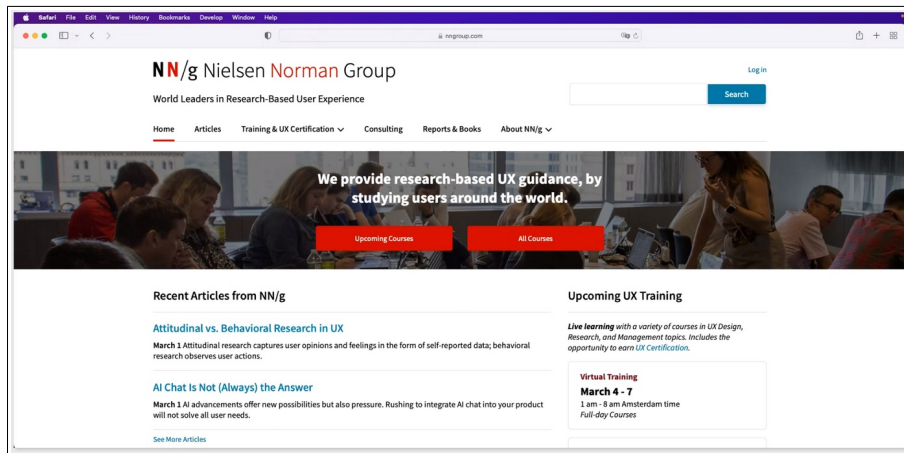 Safari File Edit View History Bookmarks Develop Window Help
nngroup.com
NN/g Nielsen Norman Group
Log in
World Leaders in Research-Based User Experience
Search
Home Articles Training & UX Certification Consulting Reports & Books About NN/g
We provide research-based UX guidance, by
studying users around the world.
Upcoming Courses All Courses
Recent Articles from NN/g
Attitudinal vs. Behavioral Research in UX
March 1 Attitudinal research captures user opinions and feelings in the form of self-reported data; behavioral
research observes user actions.
AI Chat Is Not (Always) the Answer
March 1 AI advancements offer new possibilities but also pressure. Rushing to integrate AI chat into your product
will not solve all user needs.
See More Articles
Upcoming UX Training
Live learning with a variety of courses in UX Design,
Research, and Management topics. Includes the
opportunity to earn UX Certification.
Virtual Training
March 4 - 7
1 am - 8 am Amsterdam time
Full-day Courses